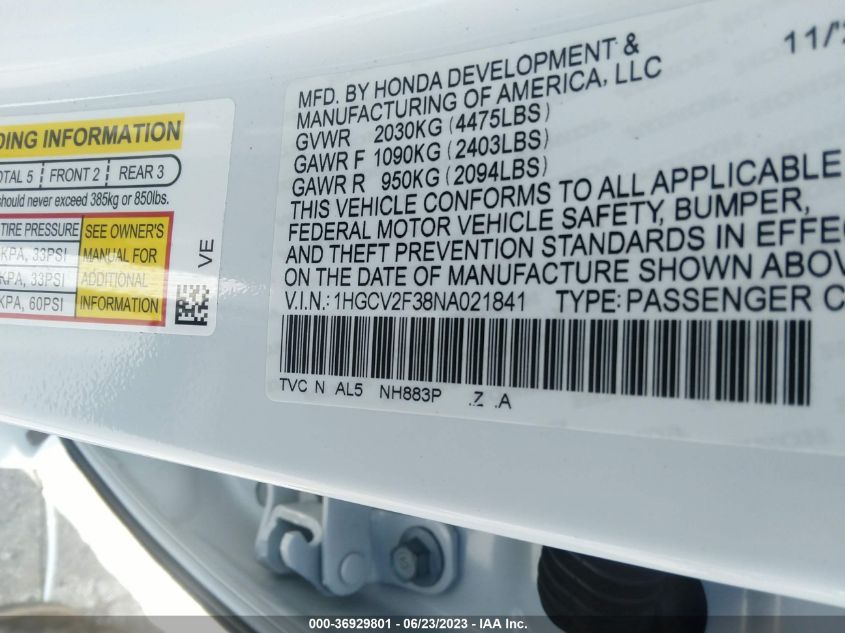 DING INFORMATION
OTAL 5 FRONT 2 REAR 3
should never exceed 385kg or 850lbs.
TIRE PRESSURE
KPA, 33PSI
KPA, 33PSI
KPA, 60PSI
SEE OWNER'S
MANUAL FOR
ADDITIONAL
INFORMATION
VE
11/2
MFD. BY HONDA DEVELOPMENT &
MANUFACTURING OF AMERICA, LLC
GVWR 2030KG (4475LBS)
GAWR F 1090KG (2403LBS)
GAWR R 950KG (2094LBS)
THIS VEHICLE CONFORMS TO ALL APPLICABLE
FEDERAL MOTOR VEHICLE SAFETY, BUMPER,
AND THEFT PREVENTION STANDARDS IN EFFEC
ON THE DATE OF MANUFACTURE SHOWN ABOV
V.I.N.: 1HGCV2F38NA021841 TYPE: PASSENGER C
TVC N AL5 NH883P .Z .A
000-36929801 - 06/23/2023 - IAA Inc.